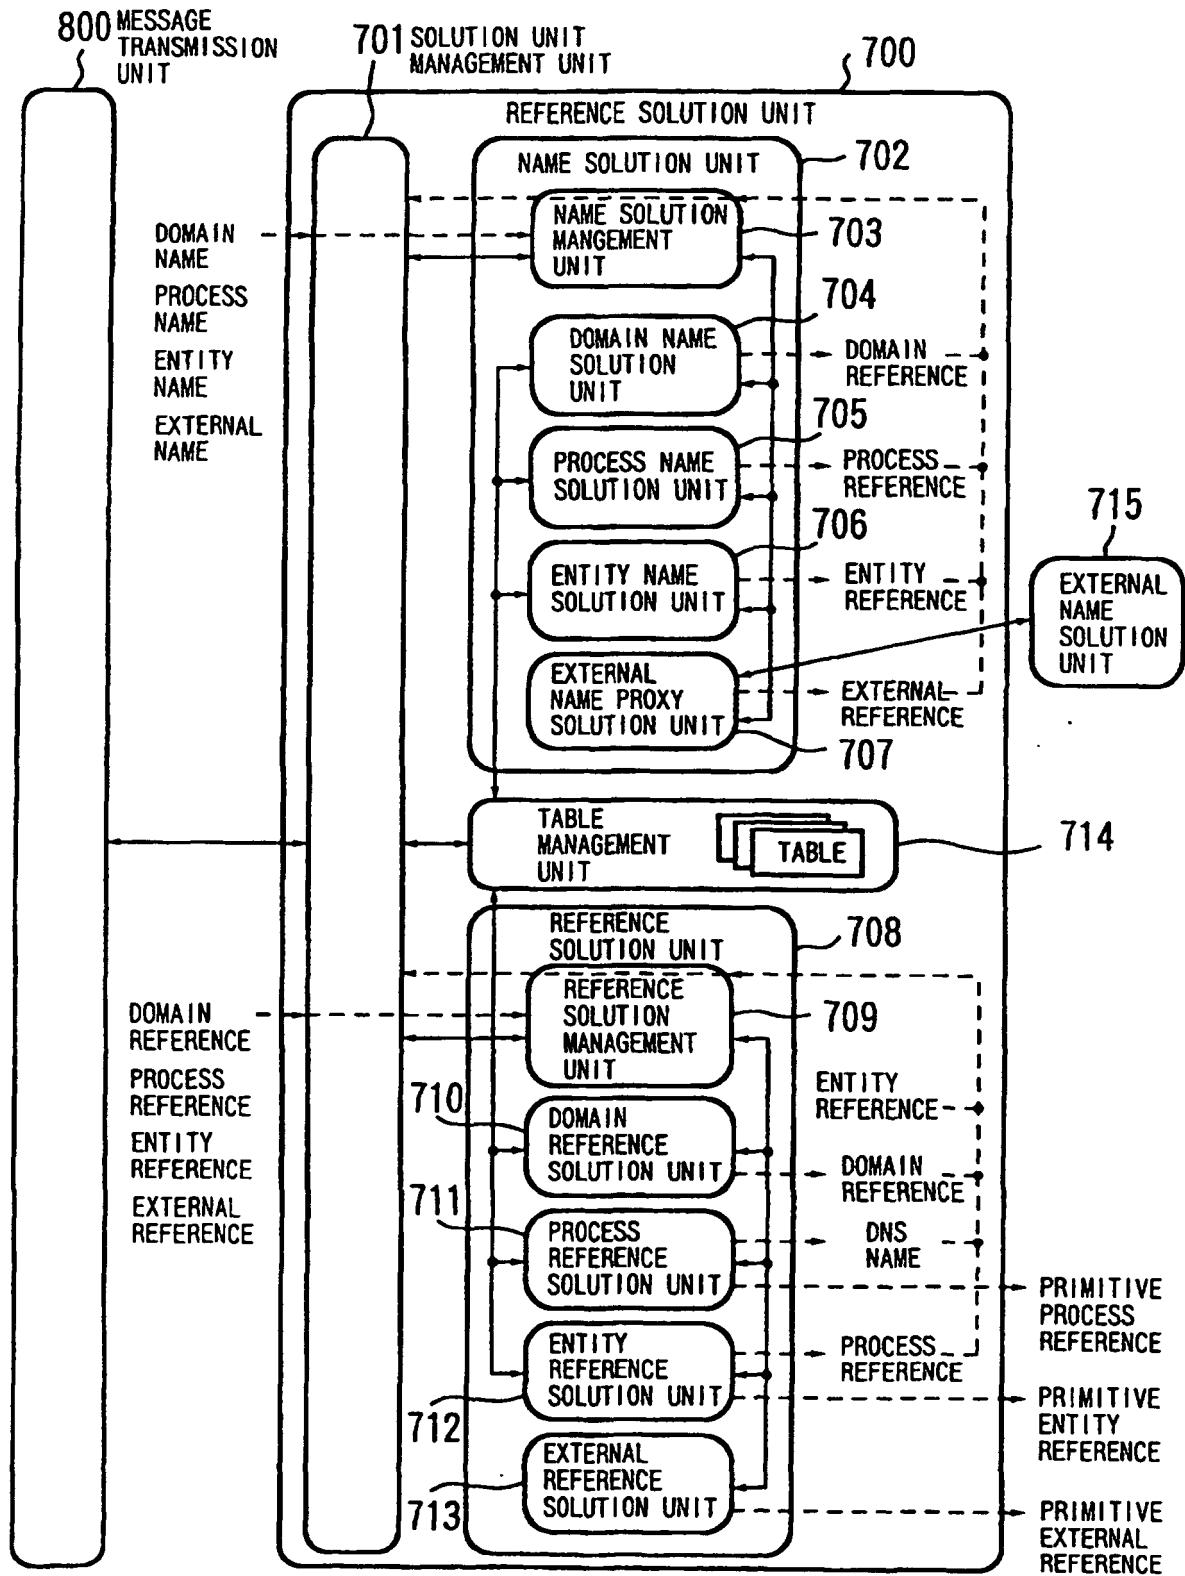 800 MESSAGE
TRANSMISSION
UNIT
701 SOLUTION UNIT
MANAGEMENT UNIT
700
REFERENCE SOLUTION UNIT
NAME SOLUTION UNIT
702
NAME SOLUTION
MANGEMENT
UNIT
703
DOMAIN
NAME
PROCESS
NAME
ENTITY
NAME
EXTERNAL
NAME
704
DOMAIN NAME
SOLUTION
UNIT
DOMAIN
REFERENCE
705
PROCESS NAME
SOLUTION UNIT
PROCESS
REFERENCE
706
ENTITY NAME
SOLUTION UNIT
ENTITY
REFERENCE
715
EXTERNAL
NAME
SOLUTION
UNIT
EXTERNAL
NAME PROXY
SOLUTION UNIT
EXTERNAL
REFERENCE
707
TABLE
MANAGEMENT
UNIT
TABLE
714
REFERENCE
SOLUTION UNIT
708
REFERENCE
SOLUTION
MANAGEMENT
UNIT
709
DOMAIN
REFERENCE
PROCESS
REFERENCE
ENTITY
REFERENCE
EXTERNAL
REFERENCE
ENTITY
REFERENCE
710
DOMAIN
REFERENCE
SOLUTION UNIT
DOMAIN
REFERENCE
711
PROCESS
REFERENCE
SOLUTION UNIT
DNS
NAME
PRIMITIVE
PROCESS
REFERENCE
ENTITY
REFERENCE
SOLUTION UNIT
PROCESS
REFERENCE
712
PRIMITIVE
ENTITY
REFERENCE
EXTERNAL
REFERENCE
SOLUTION UNIT
713
PRIMITIVE
EXTERNAL
REFERENCE